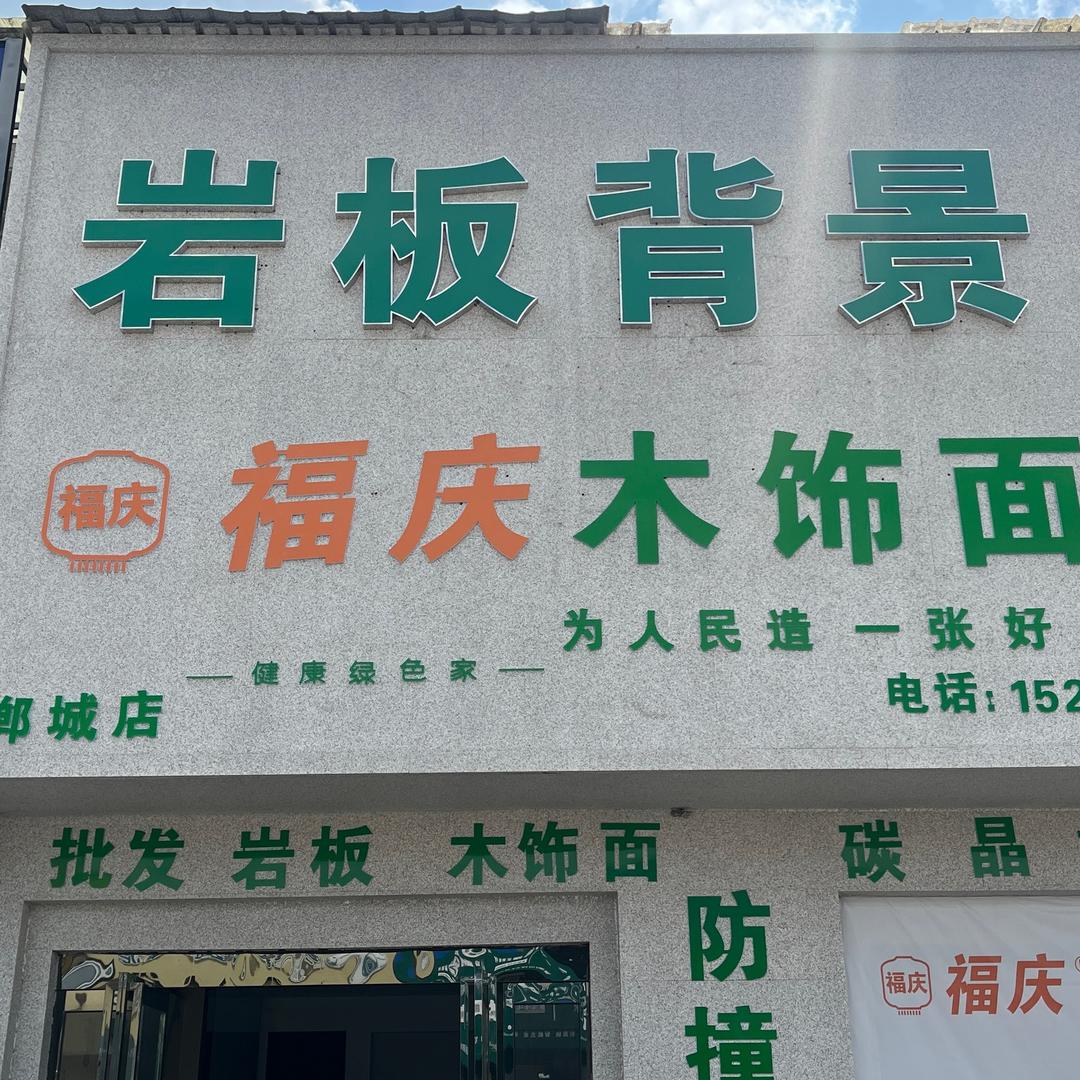 岩板背景
福庆
福庆木饰面
为人民造一张好
健康绿色家
郸城店
电话:152
批发 岩板 木饰面 碳晶
防撞
福庆
福庆